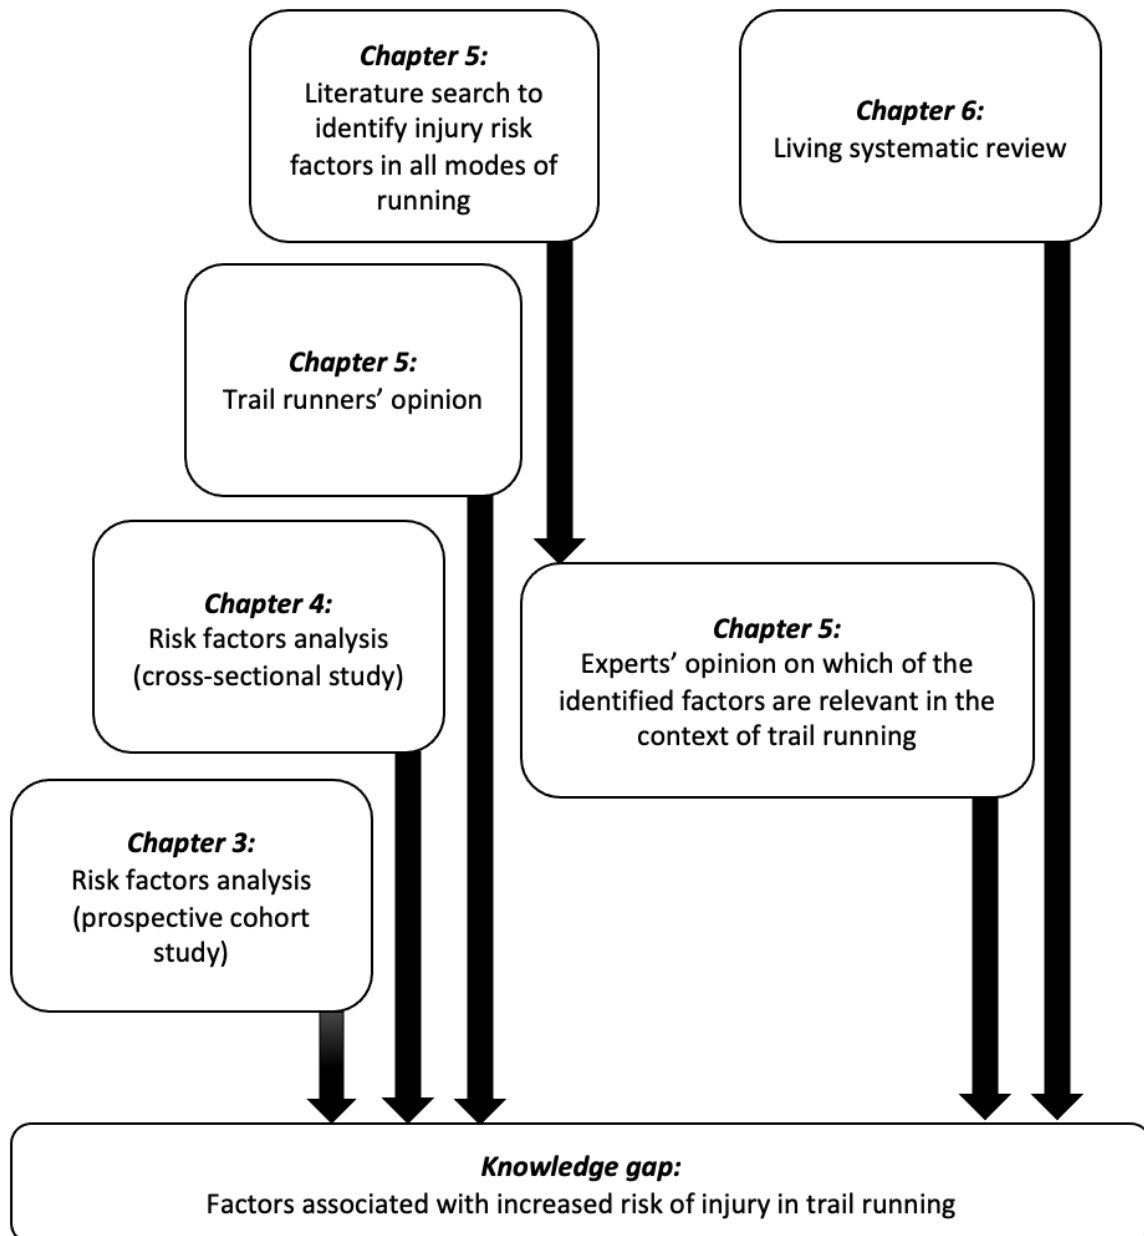 Chapter 5:
Literature search to
identify injury risk
factors in all modes of
running
Chapter 6:
Living systematic review
Chapter 5:
Trail runners’ opinion
Chapter 4:
Risk factors analysis
(cross-sectional study)
Chapter 5:
Experts’ opinion on which of the
identified factors are relevant in the
context of trail running
Chapter 3:
Risk factors analysis
(prospective cohort
study)
Knowledge gap:
Factors associated with increased risk of injury in trail running